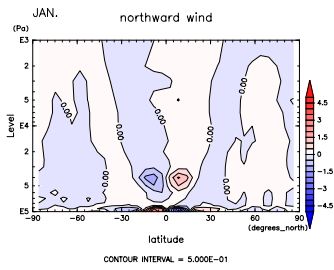 JAN.
northward wind
(Pa)
E3
2
5
E4
2
5
E5
Level
0.00
0.00
0.00
0.00
0.00
0.00
4.5
3
1.5
0
−1.5
−3
−4.5
−90 −60 −30 0 30 60 90
(degrees_north)
latitude
CONTOUR INTERVAL = 5.000E−01